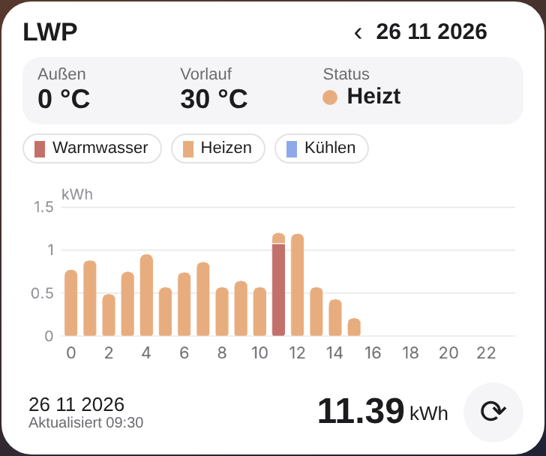 LWP
‹ 26 11 2026
Außen Vorlauf Status
0 °C 30 °C Heizt
Warmwasser Heizen Kühlen
kWh
1.5
1
0.5
0
0 2 4 6 8 10 12 14 16 18 20 22
26 11 2026
Aktualisiert 09:30
11.39 kWh